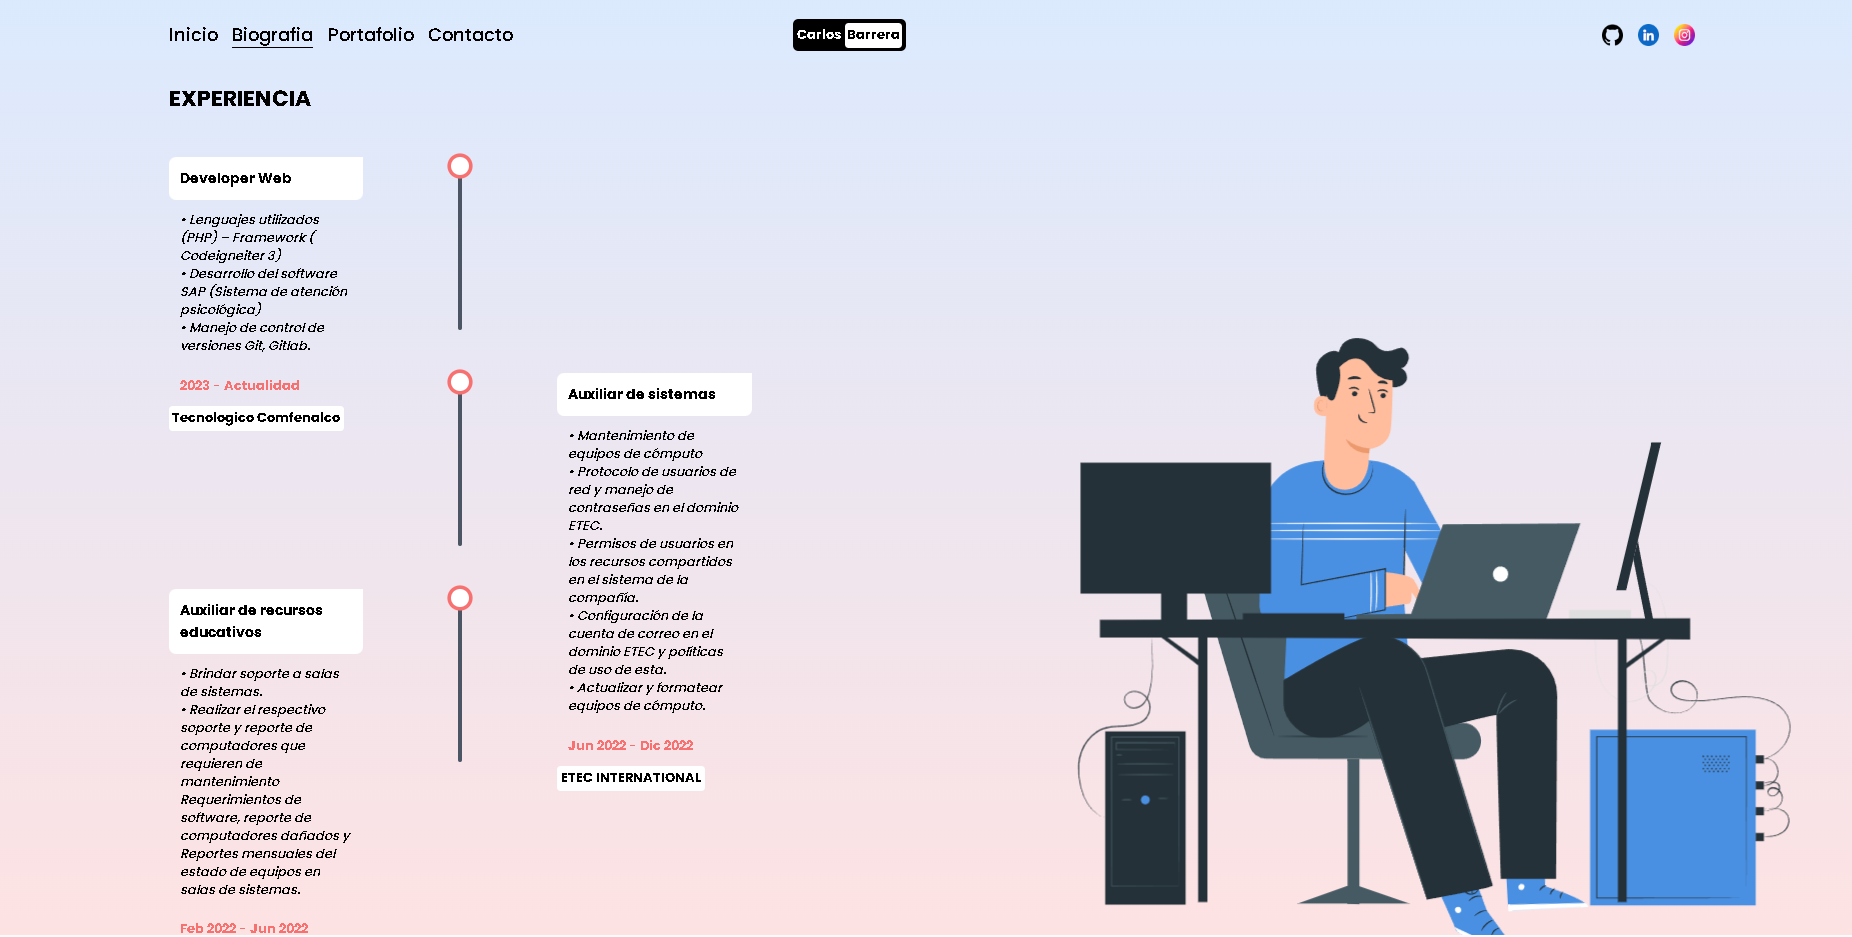 Inicio Biografia Portafolio Contacto
Carlos Barrera
EXPERIENCIA
Developer Web
• Lenguajes utilizados
(PHP) – Framework (
Codeigneiter 3)
• Desarrollo del software
SAP (Sistema de atención
psicológica)
• Manejo de control de
versiones Git, Gitlab.
2023 - Actualidad
Tecnologico Comfenalco
Auxiliar de sistemas
• Mantenimiento de
equipos de cómputo
• Protocolo de usuarios de
red y manejo de
contraseñas en el dominio
ETEC.
• Permisos de usuarios en
los recursos compartidos
en el sistema de la
compañía.
• Configuración de la
cuenta de correo en el
dominio ETEC y políticas
de uso de esta.
• Actualizar y formatear
equipos de cómputo.
Jun 2022 - Dic 2022
ETEC INTERNATIONAL
Auxiliar de recursos
educativos
• Brindar soporte a salas
de sistemas.
• Realizar el respectivo
soporte y reporte de
computadores que
requieren de
mantenimiento
Requerimientos de
software, reporte de
computadores dañados y
Reportes mensuales del
estado de equipos en
salas de sistemas.
Feb 2022 - Jun 2022